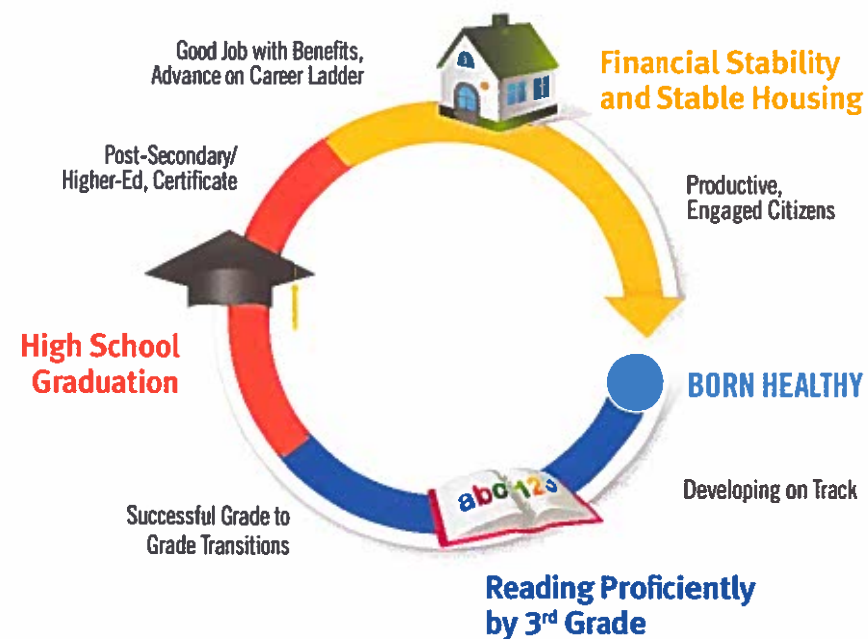 Good Job with Benefits,
Advance on Career Ladder
Financial Stability
and Stable Housing
Post-Secondary/
Higher-Ed, Certificate
Productive,
Engaged Citizens
High School
Graduation
BORN HEALTHY
Developing on Track
abc123
Successful Grade to
Grade Transitions
Reading Proficiently
by 3rd Grade